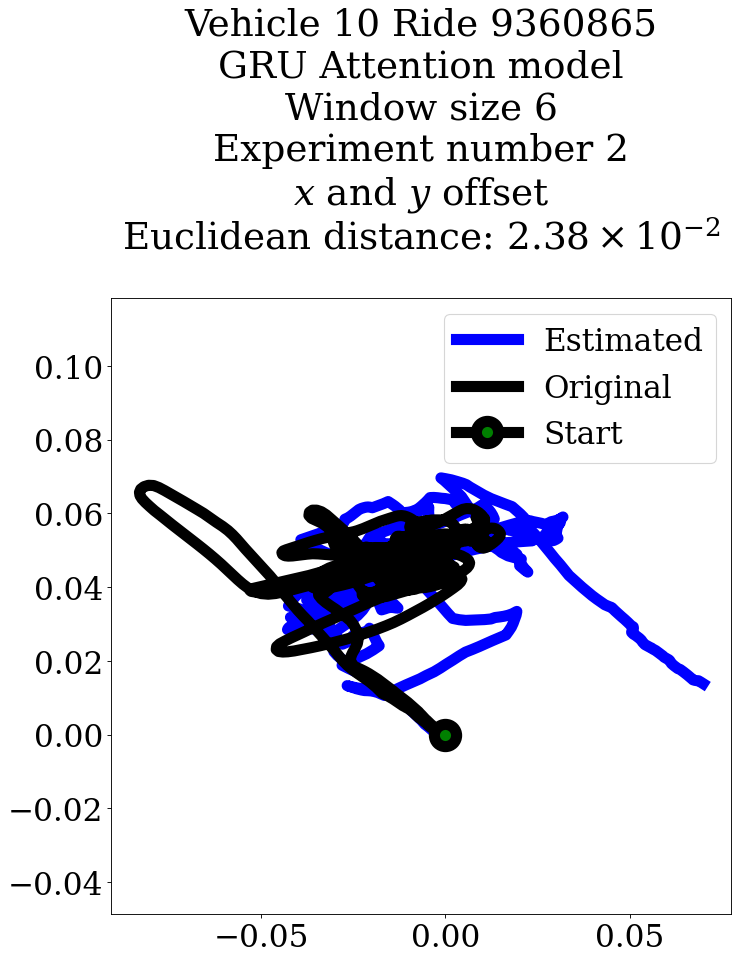 Vehicle 10 Ride 9360865
GRU Attention model
Window size 6
Experiment number 2
x and y offset
Euclidean distance: 2.38 × 10⁻²
Estimated
Original
Start
0.10
0.08
0.06
0.04
0.02
0.00
−0.02
−0.04
−0.05 0.00 0.05